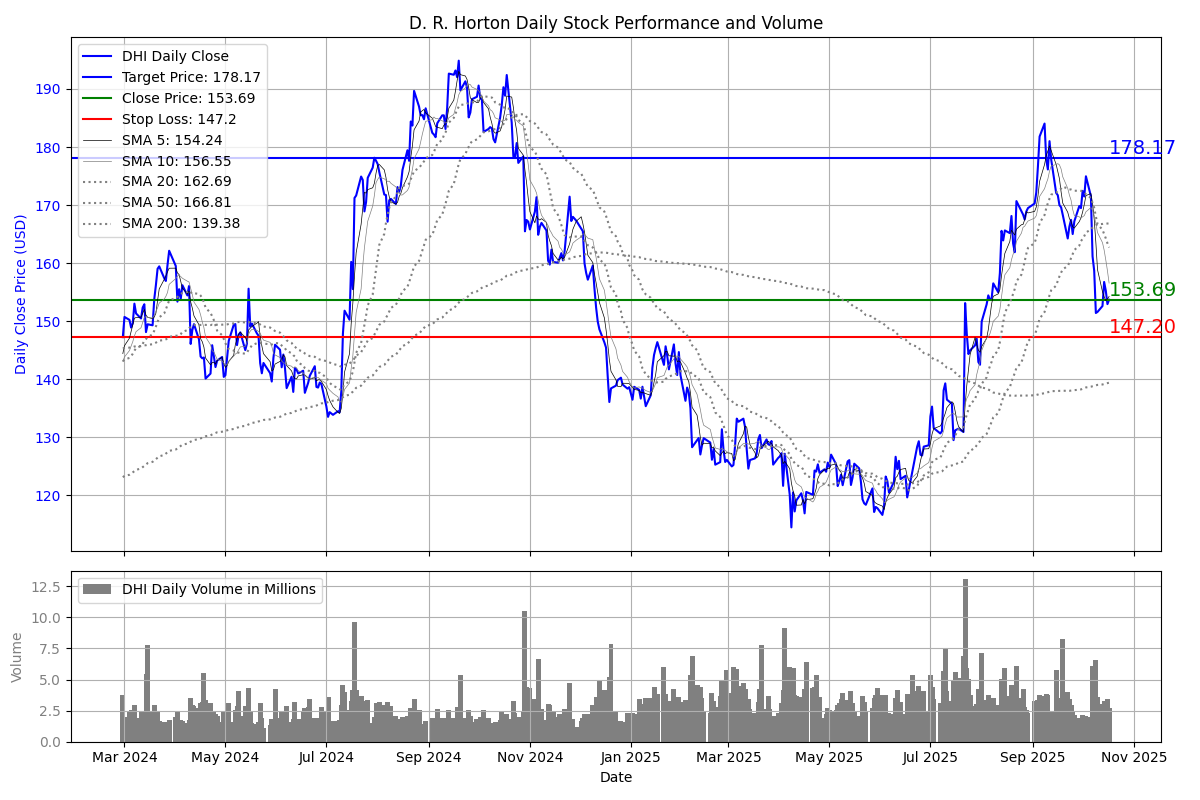 D. R. Horton Daily Stock Performance and Volume
DHI Daily Close
Target Price: 178.17
Close Price: 153.69
Stop Loss: 147.2
SMA 5: 154.24
SMA 10: 156.55
SMA 20: 162.69
SMA 50: 166.81
SMA 200: 139.38
Daily Close Price (USD)
190
180
170
160
150
140
130
120
178.17
153.69
147.20
DHI Daily Volume in Millions
Volume
12.5
10.0
7.5
5.0
2.5
0.0
Mar 2024 May 2024 Jul 2024 Sep 2024 Nov 2024 Jan 2025 Mar 2025 May 2025 Jul 2025 Sep 2025 Nov 2025
Date